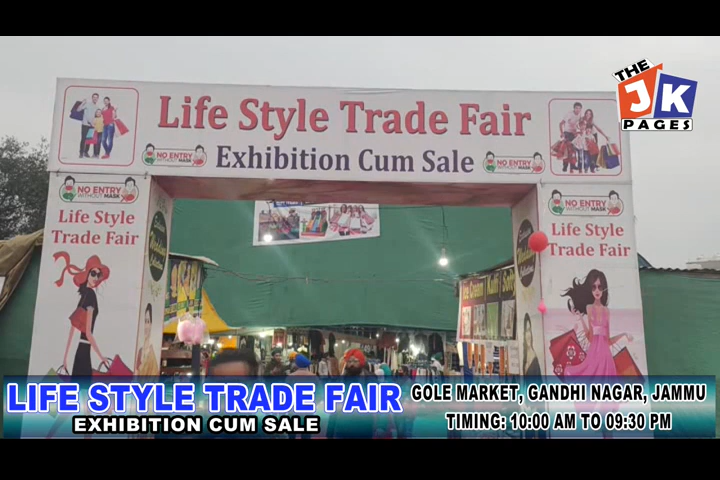 THE
JK
PAGES
Life Style Trade Fair
Exhibition Cum Sale
NO ENTRY
WITHOUT MASK
NO ENTRY
WITHOUT MASK
NO ENTRY
WITHOUT MASK
Life Style
Trade Fair
NO ENTRY
WITHOUT MASK
Life Style
Trade Fair
LIFE STYLE TRADE FAIR
EXHIBITION CUM SALE
GOLE MARKET, GANDHI NAGAR, JAMMU
TIMING: 10:00 AM TO 09:30 PM